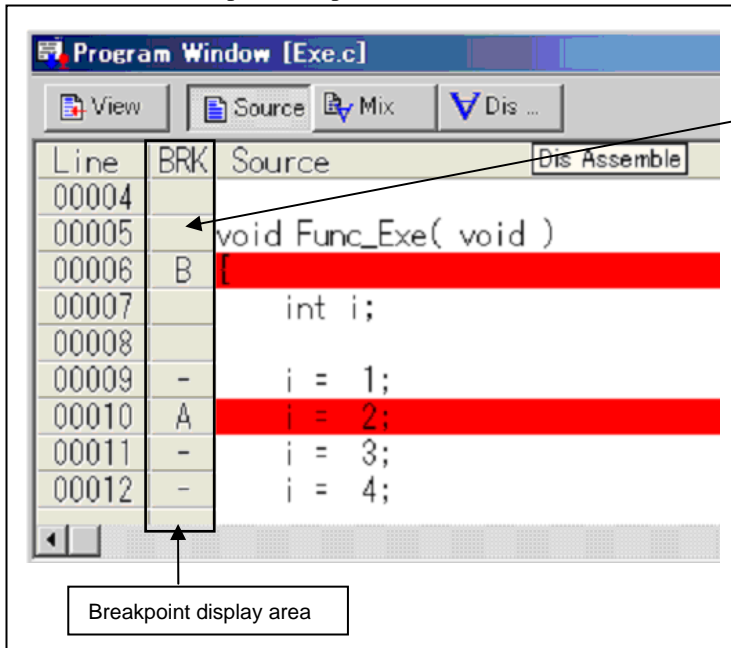 Program Window [Exe.c]
View Source Mix Dis ...
Line BRK Source Dis Assemble
00004
00005 void Func_Exe( void )
00006 B {
00007 int i;
00008
00009 - i = 1;
00010 A i = 2;
00011 - i = 3;
00012 - i = 4;
Breakpoint display area